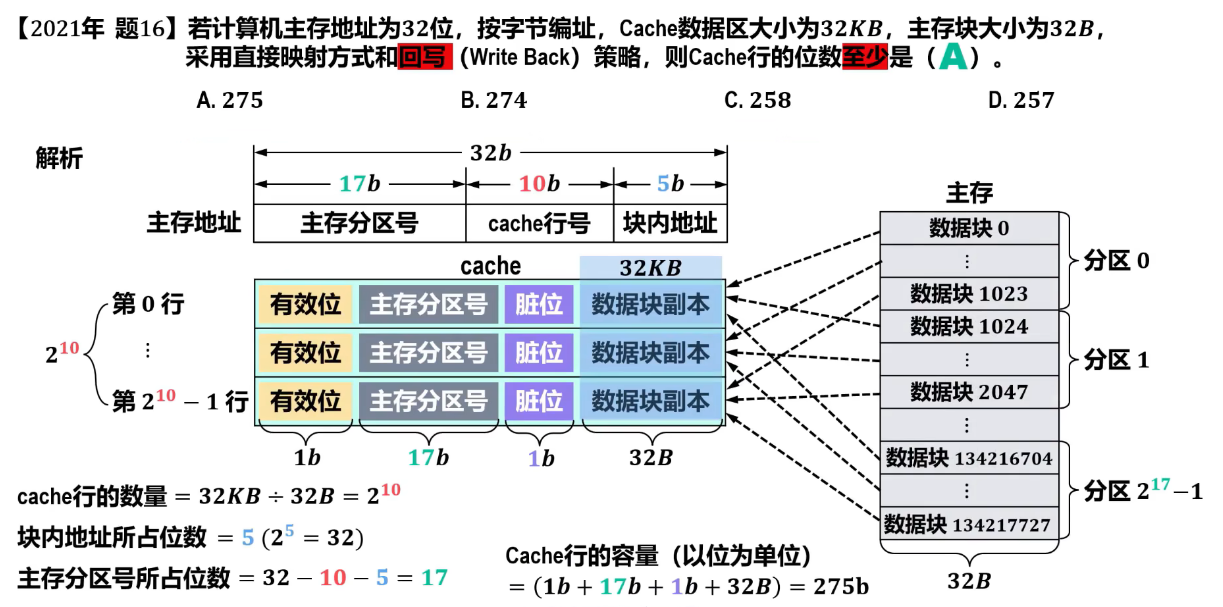 【2021年 题16】若计算机主存地址为32位，按字节编址，Cache数据区大小为32KB，主存块大小为32B，
采用直接映射方式和回写（Write Back）策略，则Cache行的位数至少是（A）。
A. 275 B. 274 C. 258 D. 257
解析
32b
17b 10b 5b
主存地址 主存分区号 cache行号 块内地址
cache 32KB
2^10
第 0 行 有效位 主存分区号 脏位 数据块副本
⋮ 有效位 主存分区号 脏位 数据块副本
第 2^10 − 1 行 有效位 主存分区号 脏位 数据块副本
1b 17b 1b 32B
主存
数据块 0
⋮
数据块 1023
分区 0
数据块 1024
⋮
数据块 2047
分区 1
⋮
数据块 134216704
⋮
数据块 134217727
分区 2^17−1
32B
cache行的数量 = 32KB ÷ 32B = 2^10
块内地址所占位数 = 5 (2^5 = 32)
主存分区号所占位数 = 32 − 10 − 5 = 17
Cache行的容量（以位为单位）
= (1b + 17b + 1b + 32B) = 275b